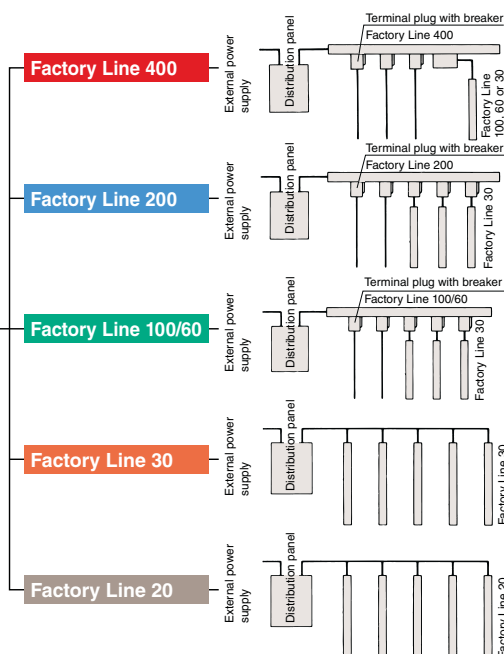 Factory Line 400
External power
supply
Distribution panel
Terminal plug with breaker
Factory Line 400
Factory Line
100, 60 or 30
Factory Line 200
External power
supply
Distribution panel
Terminal plug with breaker
Factory Line 200
Factory Line 30
Factory Line 100/60
External power
supply
Distribution panel
Terminal plug with breaker
Factory Line 100/60
Factory Line 30
Factory Line 30
External power
supply
Distribution panel
Factory Line 30
Factory Line 20
External power
supply
Distribution panel
Factory Line 20